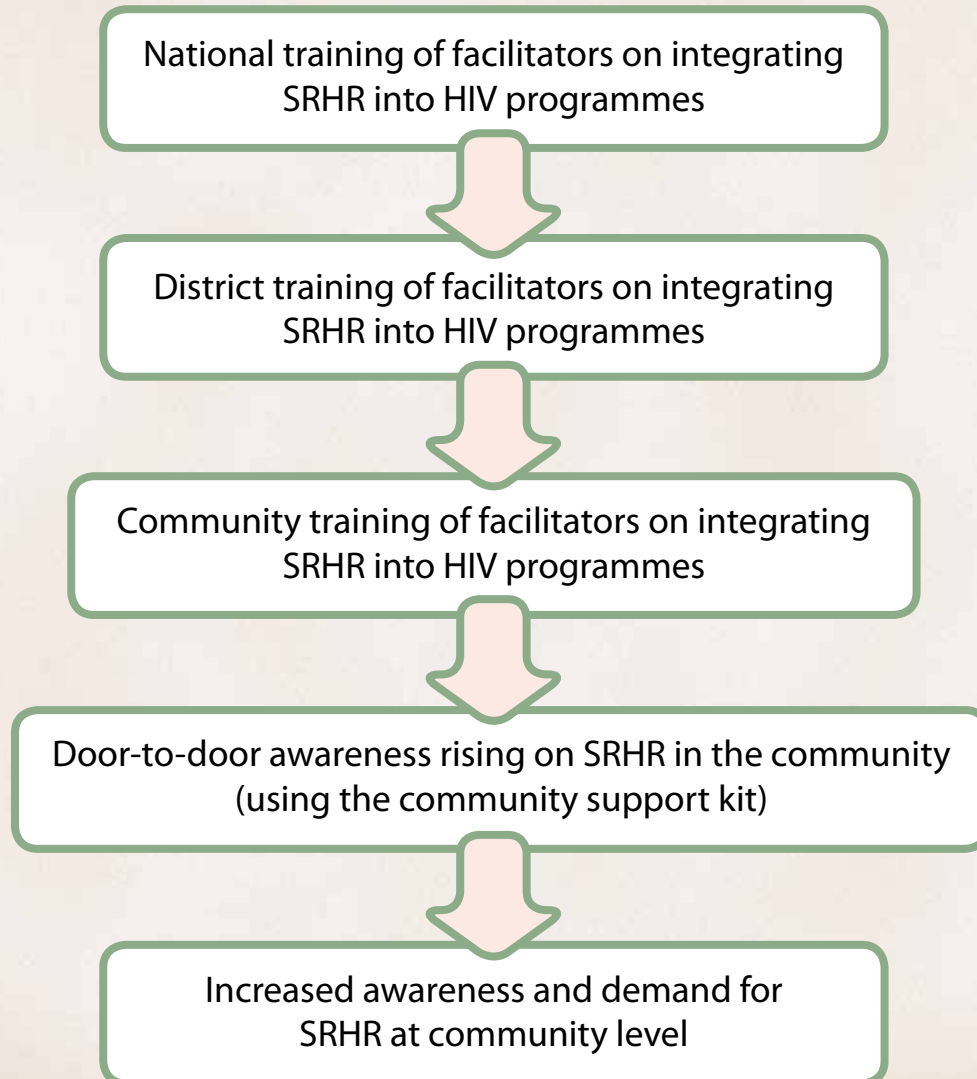 National training of facilitators on integrating
SRHR into HIV programmes
District training of facilitators on integrating
SRHR into HIV programmes
Community training of facilitators on integrating
SRHR into HIV programmes
Door-to-door awareness rising on SRHR in the community
(using the community support kit)
Increased awareness and demand for
SRHR at community level